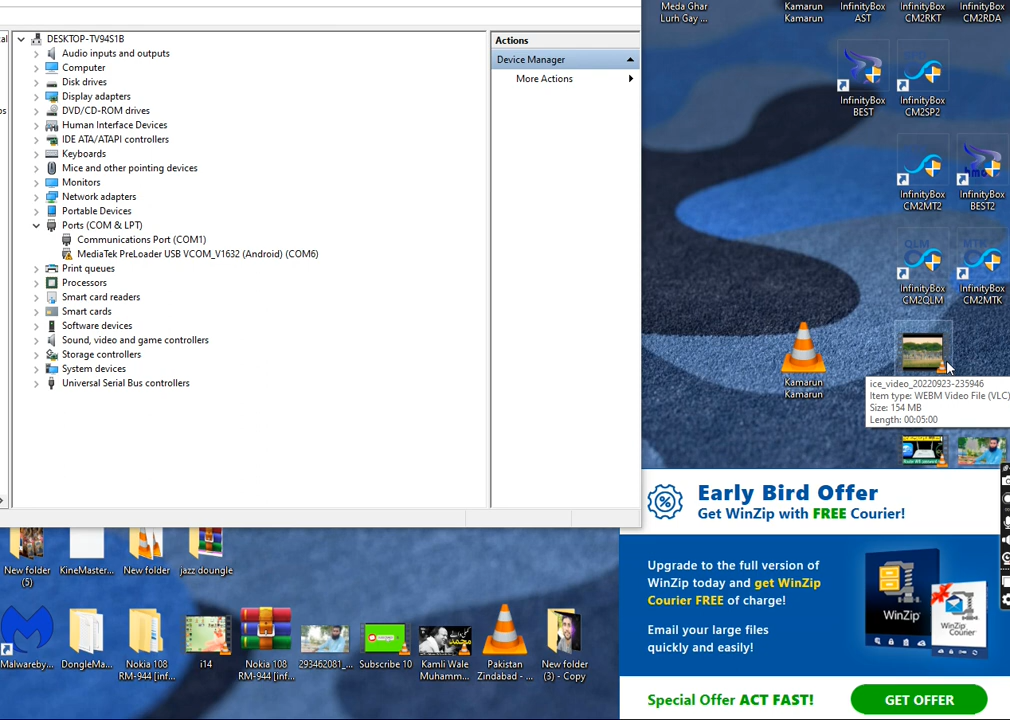 DESKTOP-TV94S1B
Audio inputs and outputs
Computer
Disk drives
Display adapters
DVD/CD-ROM drives
Human Interface Devices
IDE ATA/ATAPI controllers
Keyboards
Mice and other pointing devices
Monitors
Network adapters
Portable Devices
Ports (COM & LPT)
Communications Port (COM1)
MediaTek PreLoader USB VCOM_V1632 (Android) (COM6)
Print queues
Processors
Smart card readers
Smart cards
Software devices
Sound, video and game controllers
Storage controllers
System devices
Universal Serial Bus controllers
Actions
Device Manager
More Actions
Meda Ghar
Lurh Gay ...
Kamarun
Kamarun
InfinityBox
AST
InfinityBox
CM2RKT
InfinityBox
CM2RDA
InfinityBox
BEST
InfinityBox
CM2SP2
InfinityBox
CM2MT2
InfinityBox
BEST2
QLM
InfinityBox
CM2QLM
MTK
InfinityBox
CM2MTK
Kamarun
Kamarun
ice_video_20220923-235946
Item type: WEBM Video File (VLC)
Size: 154 MB
Length: 00:05:00
Early Bird Offer
Get WinZip with FREE Courier!
Upgrade to the full version of
WinZip today and get WinZip
Courier FREE of charge!
Email your large files
quickly and easily!
WinZip
WinZip
Courier
Special Offer ACT FAST!
GET OFFER
New folder
(5)
KineMaster...
New folder
jazz doungle
Malwareby...
DongleMa...
Nokia 108
RM-944 [inf...
i14
Nokia 108
RM-944 [inf...
293462081_...
Subscribe 10
Kamli Wale
Muhamm...
Pakistan
Zindabad - ...
New folder
(3) - Copy